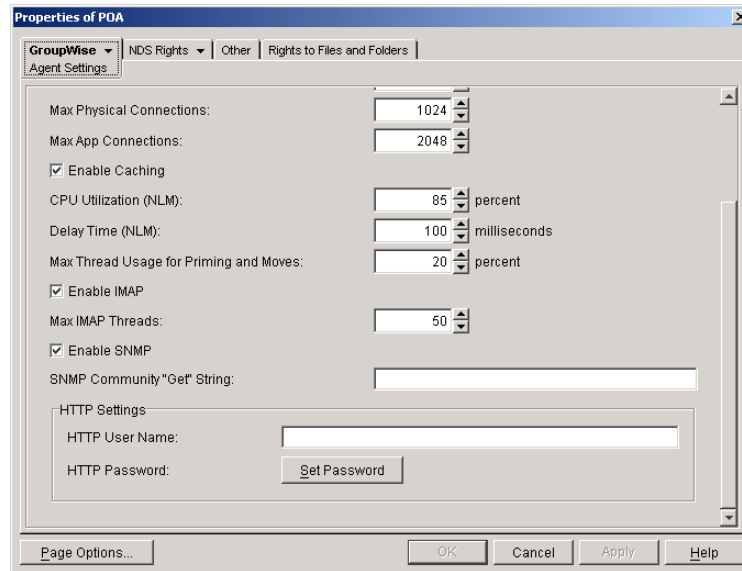 Properties of POA
GroupWise NDS Rights Other Rights to Files and Folders
Agent Settings
Max Physical Connections: 1024
Max App Connections: 2048
Enable Caching
CPU Utilization (NLM): 85 percent
Delay Time (NLM): 100 milliseconds
Max Thread Usage for Priming and Moves: 20 percent
Enable IMAP
Max IMAP Threads: 50
Enable SNMP
SNMP Community "Get" String:
HTTP Settings
HTTP User Name:
HTTP Password: Set Password
Page Options... OK Cancel Apply Help